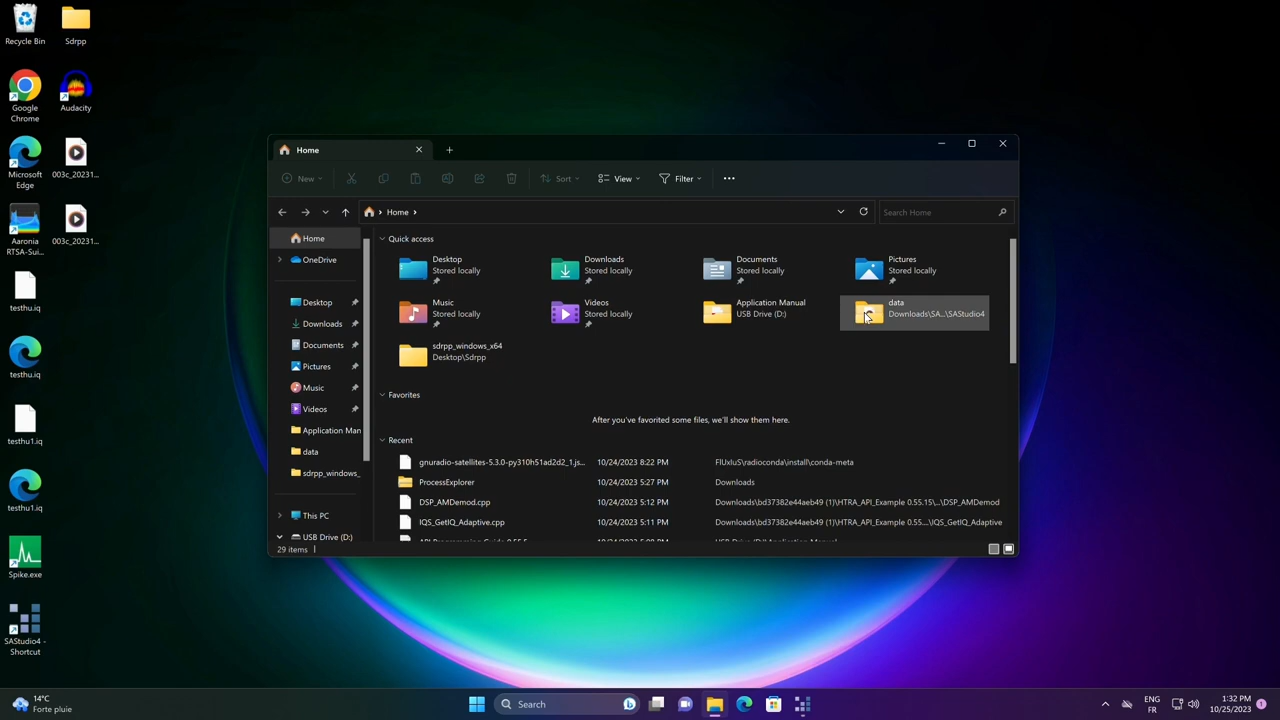 Recycle Bin
Sdrpp
Google
Chrome
Audacity
Microsoft
Edge
003c_20231...
Aaronia
RTSA-Sui...
003c_20231...
testhu.iq
testhu.iq
testhu1.iq
testhu1.iq
Spike.exe
SAStudio4 -
Shortcut
Home
New
Sort
View
Filter
Home
Search Home
Home
OneDrive
Desktop
Downloads
Documents
Pictures
Music
Videos
Application Man
data
sdrpp_windows_
This PC
USB Drive (D:)
Quick access
Desktop
Stored locally
Downloads
Stored locally
Documents
Stored locally
Pictures
Stored locally
Music
Stored locally
Videos
Stored locally
Application Manual
USB Drive (D:)
data
Downloads\SA...\SAStudio4
sdrpp_windows_x64
Desktop\Sdrpp
Favorites
After you've favorited some files, we'll show them here.
Recent
gnuradio-satellites-5.3.0-py310h51ad2d2_1.js... 10/24/2023 8:22 PM FlUxIuS\radioconda\install\conda-meta
ProcessExplorer 10/24/2023 5:27 PM Downloads
DSP_AMDemod.cpp 10/24/2023 5:12 PM Downloads\bd37382e44aeb49 (1)\HTRA_API_Example 0.55.15\...\DSP_AMDemod
IQS_GetIQ_Adaptive.cpp 10/24/2023 5:11 PM Downloads\bd37382e44aeb49 (1)\HTRA_API_Example 0.55....\IQS_GetIQ_Adaptive
29 items
14°C
Forte pluie
Search
ENG
FR
1:32 PM
10/25/2023
1